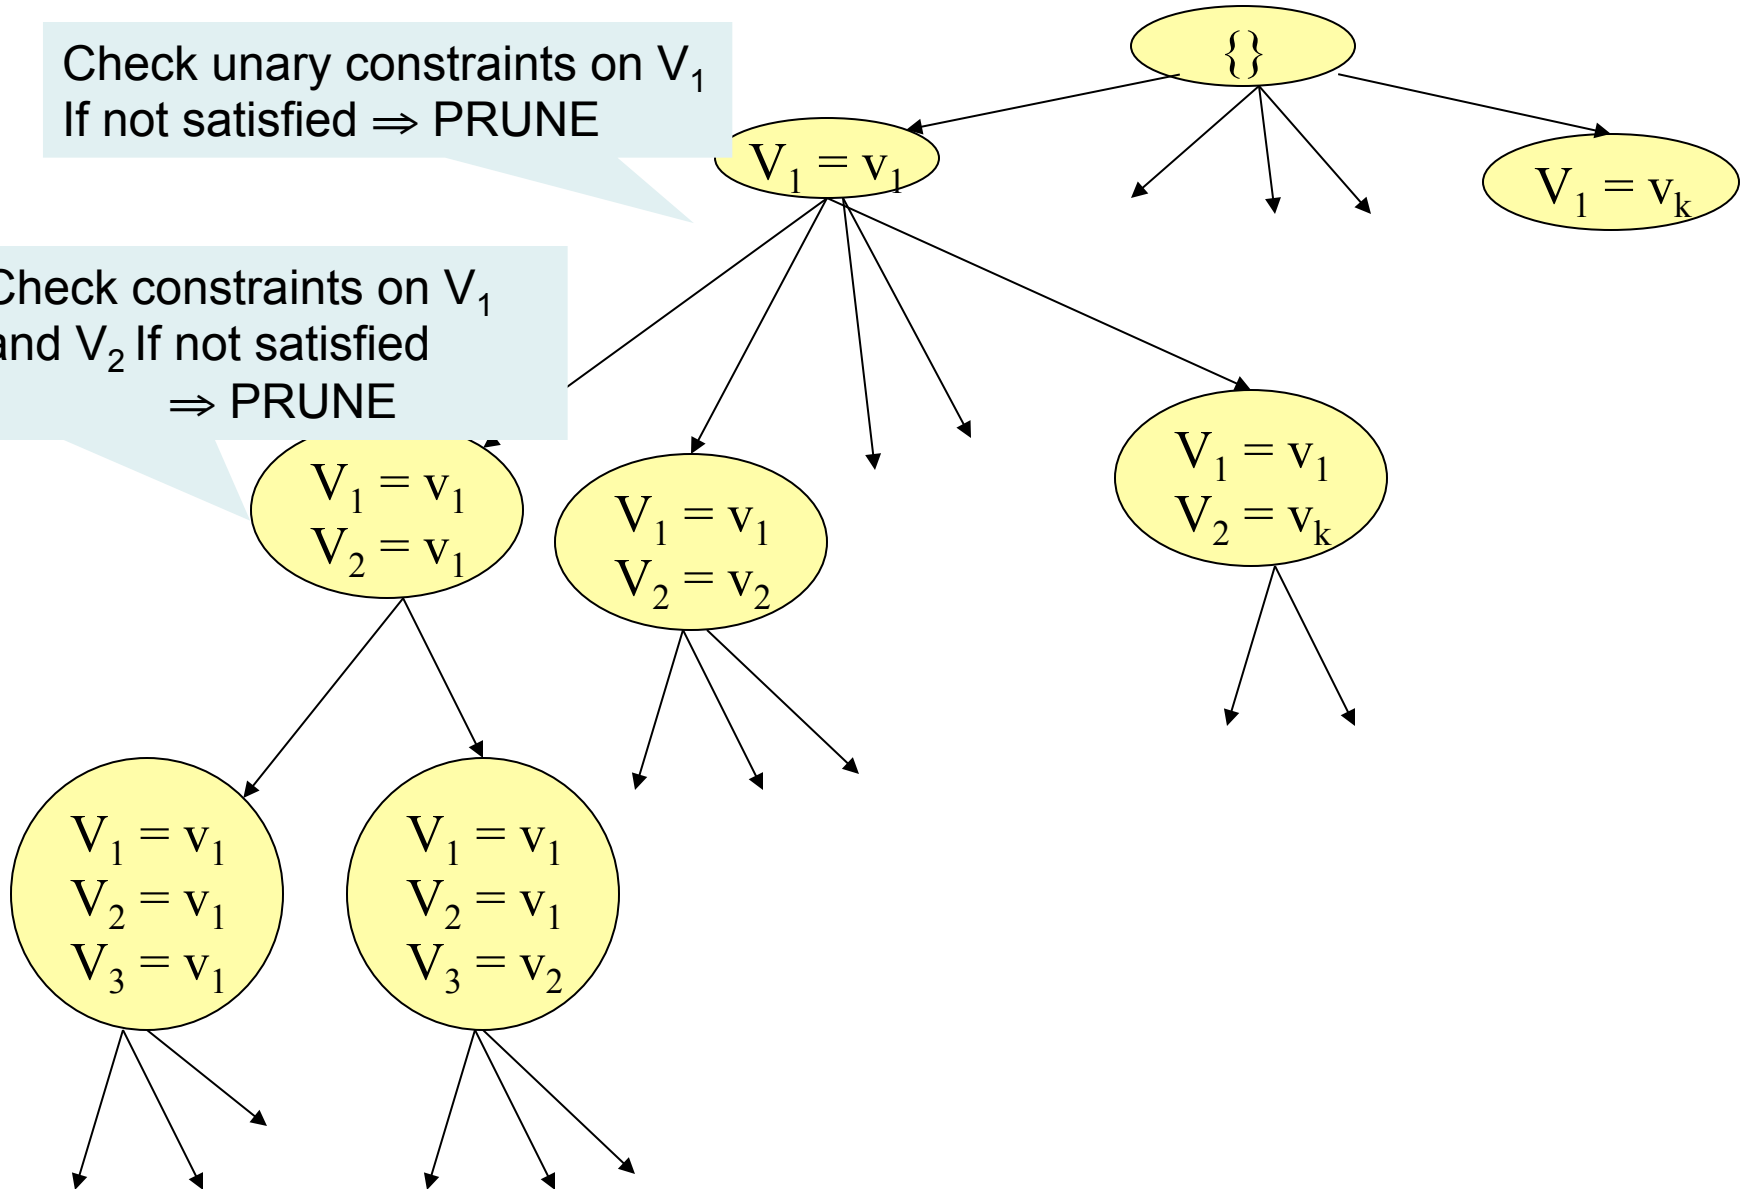 {}
Check unary constraints on V₁
If not satisfied ⇒ PRUNE
V₁ = v₁
V₁ = vₖ
Check constraints on V₁
and V₂ If not satisfied
⇒ PRUNE
V₁ = v₁
V₂ = v₁
V₁ = v₁
V₂ = v₂
V₁ = v₁
V₂ = vₖ
V₁ = v₁
V₂ = v₁
V₃ = v₁
V₁ = v₁
V₂ = v₁
V₃ = v₂